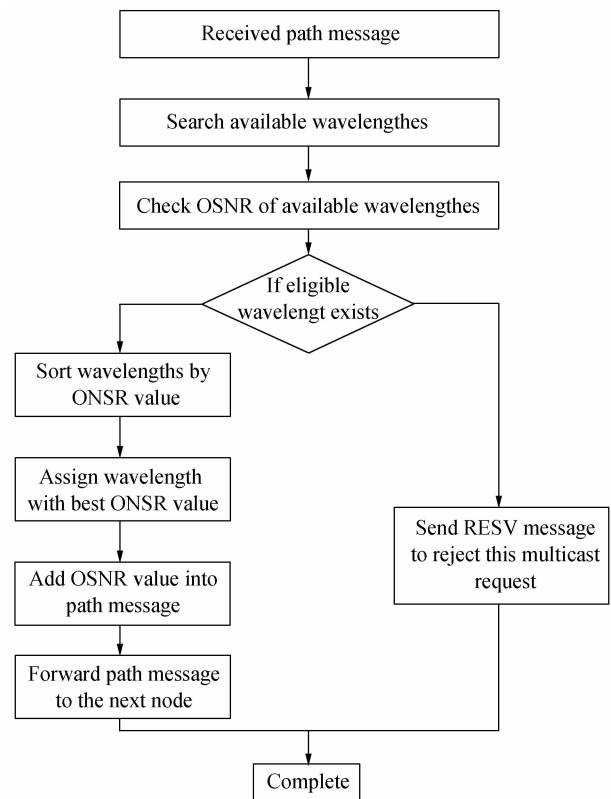 Received path message
Search available wavelengthes
Check OSNR of available wavelengthes
If eligible
wavelengt exists
Sort wavelengths by
ONSR value
Assign wavelength
with best ONSR value
Add OSNR value into
path message
Forward path message
to the next node
Send RESV message
to reject this multicast
request
Complete